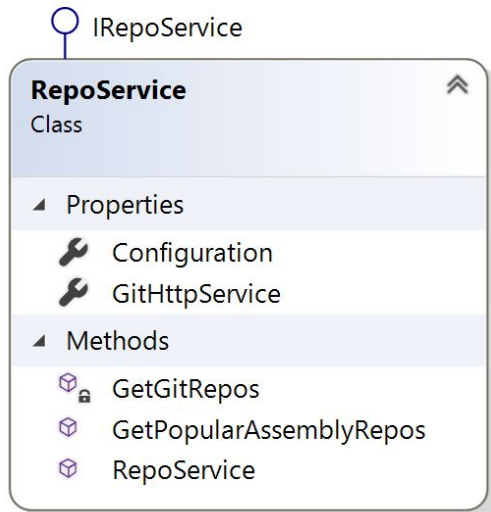 IRepoService
RepoService
Class
Properties
Configuration
GitHttpService
Methods
GetGitRepos
GetPopularAssemblyRepos
RepoService